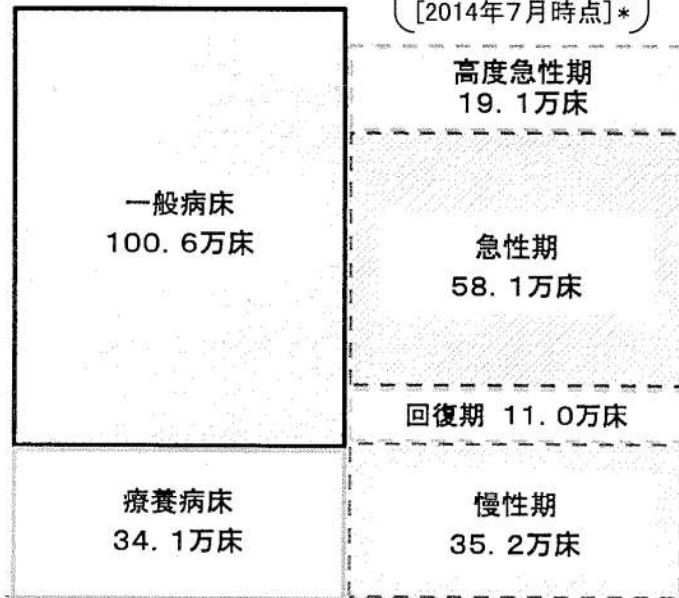 [2014年7月時点]*
一般病床
100.6万床
療養病床
34.1万床
高度急性期
19.1万床
急性期
58.1万床
回復期 11.0万床
慢性期
35.2万床